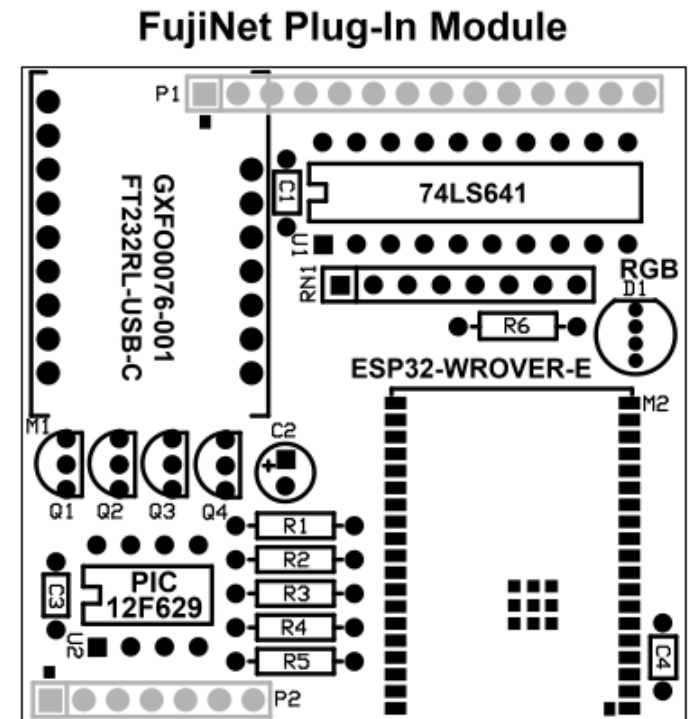 FujiNet Plug-In Module
P1
GXFO0076-001
FT232RL-USB-C
C1
74LS641
U1
RN1
RGB
D1
R6
ESP32-WROVER-E
M1
M2
C2
+
Q1
Q2
Q3
Q4
R1
R2
PIC
12F629
C3
R3
R4
U2
R5
C4
P2